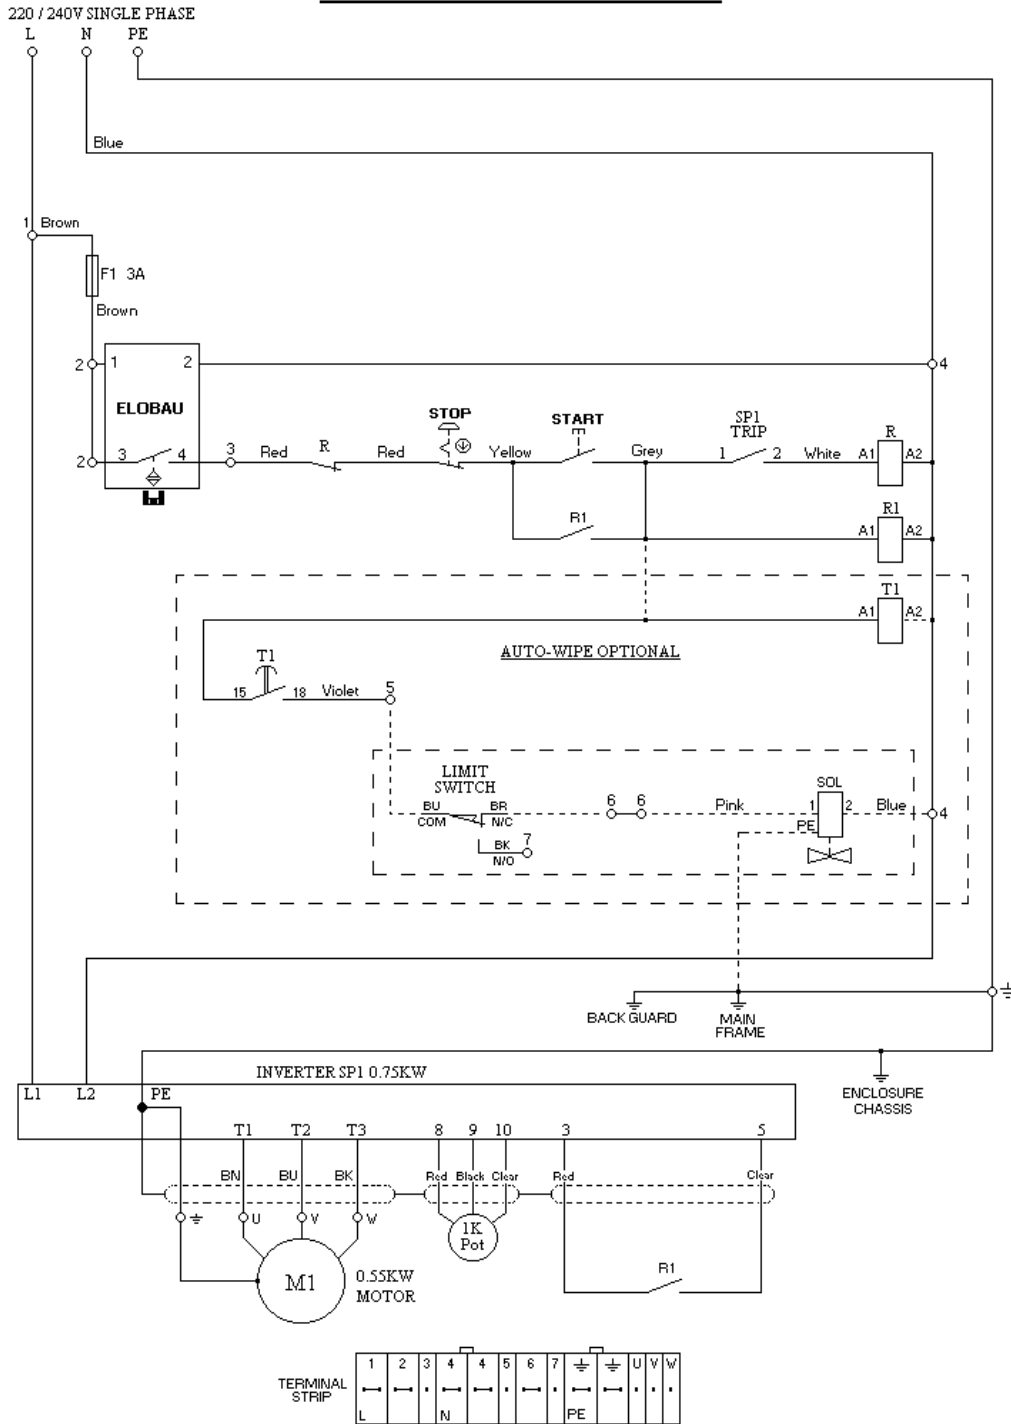 220 / 240V SINGLE PHASE
L N PE
Blue
1 Brown
F1 3A
Brown
2 1 2 4
ELOBAU
STOP
START
SP1
TRIP
R
2 3 4 3 Red R Red Yellow Grey 1 2 White A1 A2
R1
R1
A1 A2
T1
A1 A2
AUTO-WIPE OPTIONAL
T1
15 18 Violet 5
LIMIT
SWITCH
SOL
BU BR 6 6 Pink 1 2 Blue 4
COM N/C
PE
BK 7
N/O
BACK GUARD
MAIN
FRAME
INVERTER SP1 0.75KW
ENCLOSURE
CHASSIS
L1 L2 PE
T1 T2 T3 8 9 10 3 5
BN BU BK Red Black Clear Red Clear
U V W
1K
Pot
M1
0.55KW
MOTOR
R1
TERMINAL
STRIP
1 2 3 4 4 5 6 7 U V W
L N PE